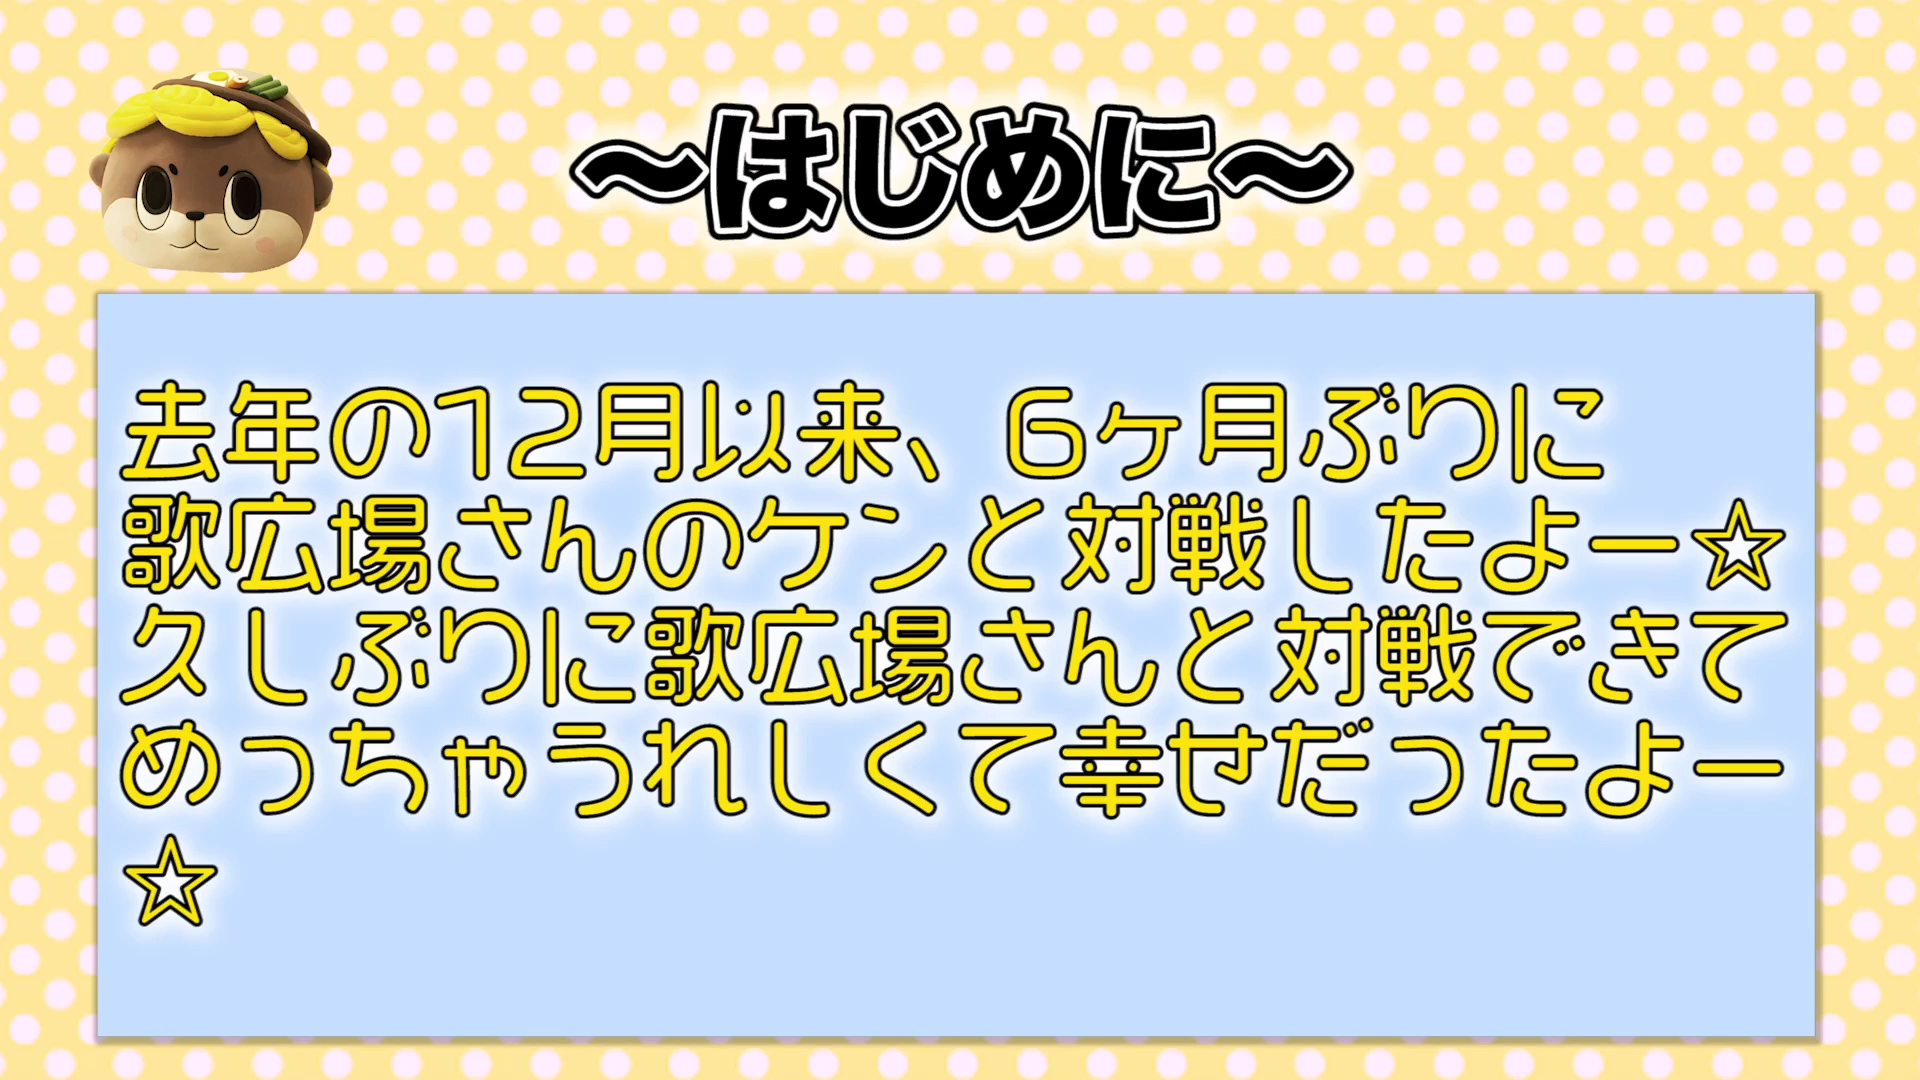 ～はじめに～
去年の12月以来、6ヶ月ぶりに
歌広場さんのケンと対戦したよー☆
久しぶりに歌広場さんと対戦できて
めっちゃうれしくて幸せだったよー
☆